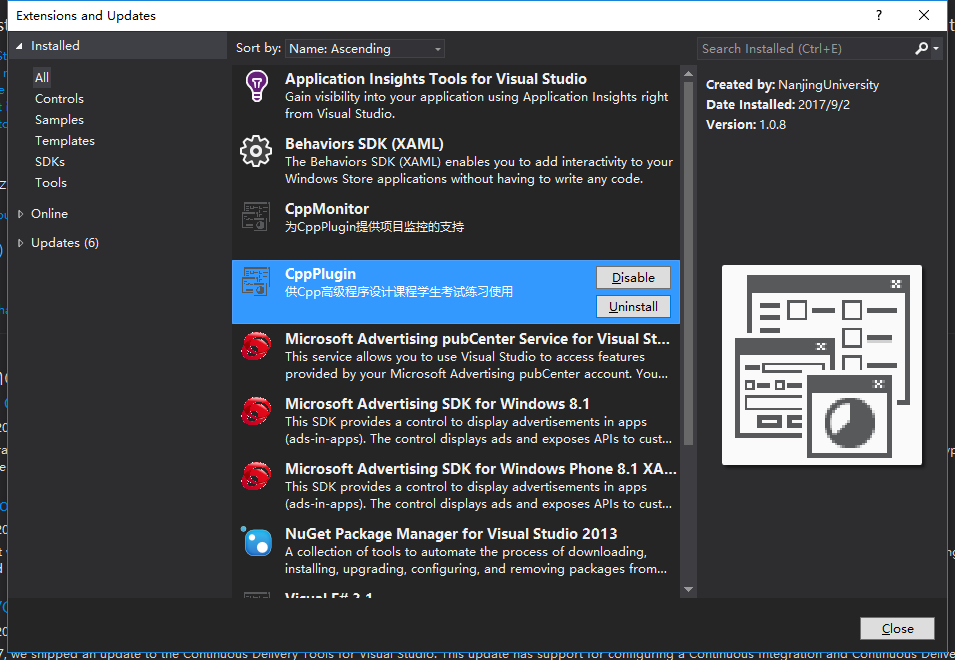 Extensions and Updates
?
Installed
All
Controls
Samples
Templates
SDKs
Tools
Online
Updates (6)
Sort by: Name: Ascending
Application Insights Tools for Visual Studio
Gain visibility into your application using Application Insights right
from Visual Studio.
Behaviors SDK (XAML)
The Behaviors SDK (XAML) enables you to add interactivity to your
Windows Store applications without having to write any code.
CppMonitor
为CppPlugin提供项目监控的支持
CppPlugin
供Cpp高级程序设计课程学生考试练习使用
Disable
Uninstall
Microsoft Advertising pubCenter Service for Visual St...
This service allows you to use Visual Studio to access features
provided by your Microsoft Advertising pubCenter account. You...
Microsoft Advertising SDK for Windows 8.1
This SDK provides a control to display advertisements in apps
(ads-in-apps). The control displays ads and exposes APIs to cust...
Microsoft Advertising SDK for Windows Phone 8.1 XA...
This SDK provides a control to display advertisements in apps
(ads-in-apps). The control displays ads and exposes APIs to cust...
NuGet Package Manager for Visual Studio 2013
A collection of tools to automate the process of downloading,
installing, upgrading, configuring, and removing packages from...
Visual F# 3.1
Search Installed (Ctrl+E)
Created by: NanjingUniversity
Date Installed: 2017/9/2
Version: 1.0.8
Close
we shipped an update to the Continuous Delivery Tools for Visual Studio. This update has support for configuring a Continuous Integration and Continuous Deliver